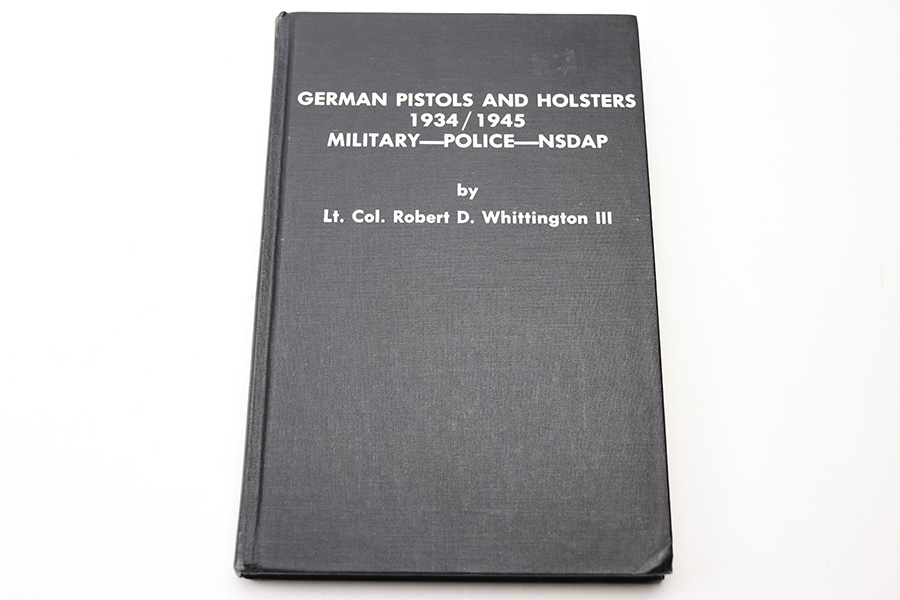 GERMAN PISTOLS AND HOLSTERS
1934/1945
MILITARY—POLICE—NSDAP
by
Lt. Col. Robert D. Whittington III